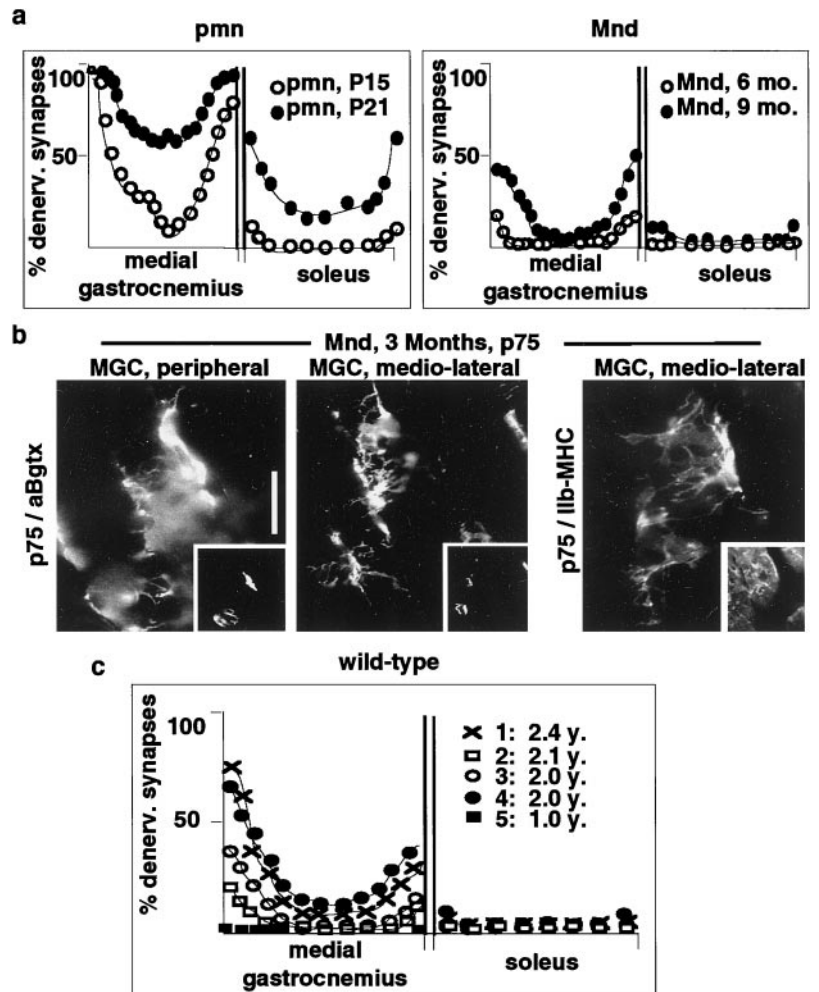 a
pmn
Mnd
% denerv. synapses
100
50
pmn, P15
pmn, P21
medial
gastrocnemius
soleus
% denerv. synapses
100
50
Mnd, 6 mo.
Mnd, 9 mo.
medial
gastrocnemius
soleus
b
Mnd, 3 Months, p75
MGC, peripheral
MGC, medio-lateral
MGC, medio-lateral
p75 / aBgtx
p75 / IIb-MHC
c
wild-type
% denerv. synapses
100
50
1: 2.4 y.
2: 2.1 y.
3: 2.0 y.
4: 2.0 y.
5: 1.0 y.
medial
gastrocnemius
soleus